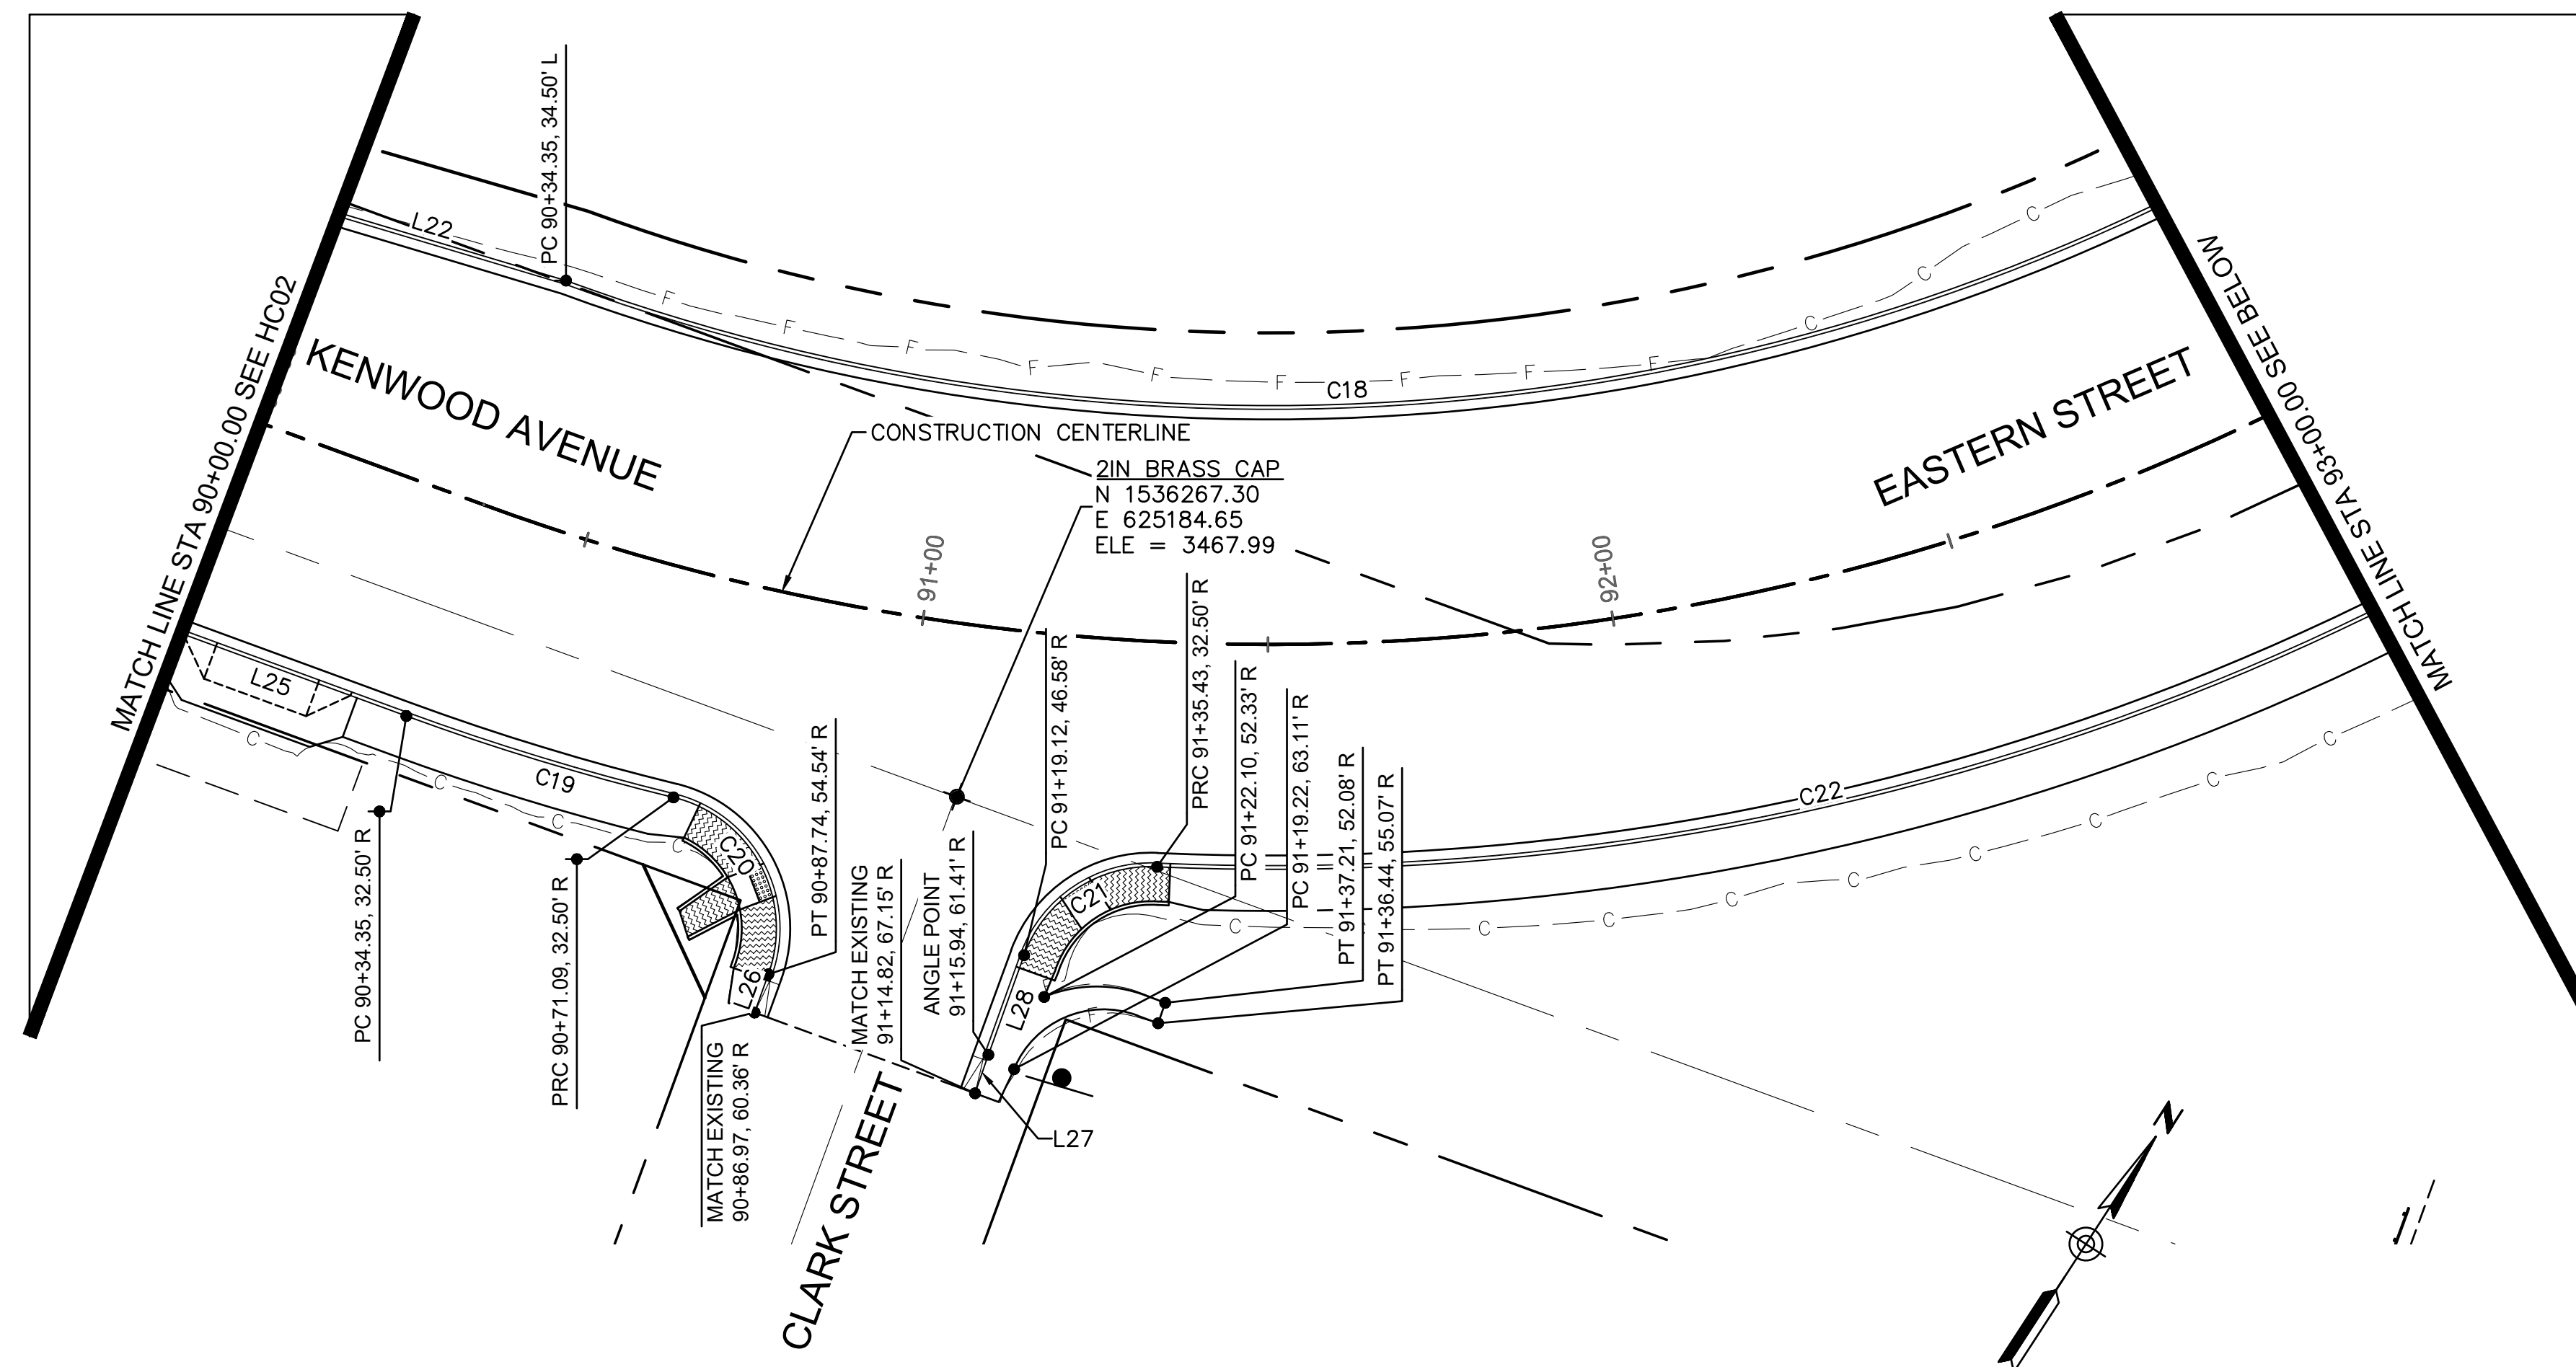 PC 90+34.35, 34.50' L
L22
MATCH LINE STA 90+00.00 SEE HC02
KENWOOD AVENUE
C18
CONSTRUCTION CENTERLINE
2IN BRASS CAP
N 1536267.30
E 625184.65
ELE = 3467.99
EASTERN STREET
MATCH LINE STA 93+00.00 SEE BELOW
91+00
92+00
F
F
F
F
F
F
F
F
F
C
C
C
L25
C19
C20
L26
C21
L28
L27
C22
PC 90+34.35, 32.50' R
PRC 90+71.09, 32.50' R
PT 90+87.74, 54.54' R
MATCH EXISTING
90+86.97, 60.36' R
MATCH EXISTING
91+14.82, 67.15' R
ANGLE POINT
91+15.94, 61.41' R
PC 91+19.12, 46.58' R
PRC 91+35.43, 32.50' R
PC 91+22.10, 52.33' R
PC 91+19.22, 63.11' R
PT 91+37.21, 52.08' R
PT 91+36.44, 55.07' R
C
C
C
C
F
F
C
C
C
C
C
C
C
C
C
CLARK STREET
N